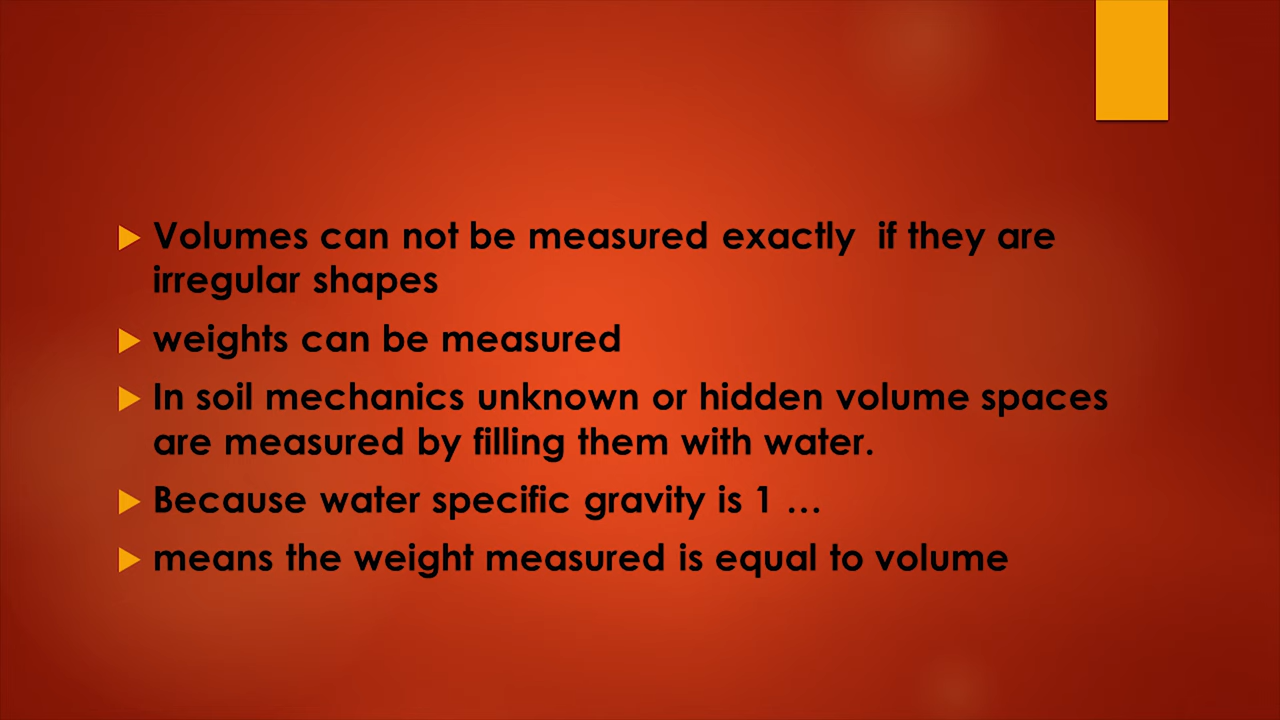 Volumes can not be measured exactly  if they are
irregular shapes
weights can be measured
In soil mechanics unknown or hidden volume spaces
are measured by filling them with water.
Because water specific gravity is 1 …
means the weight measured is equal to volume